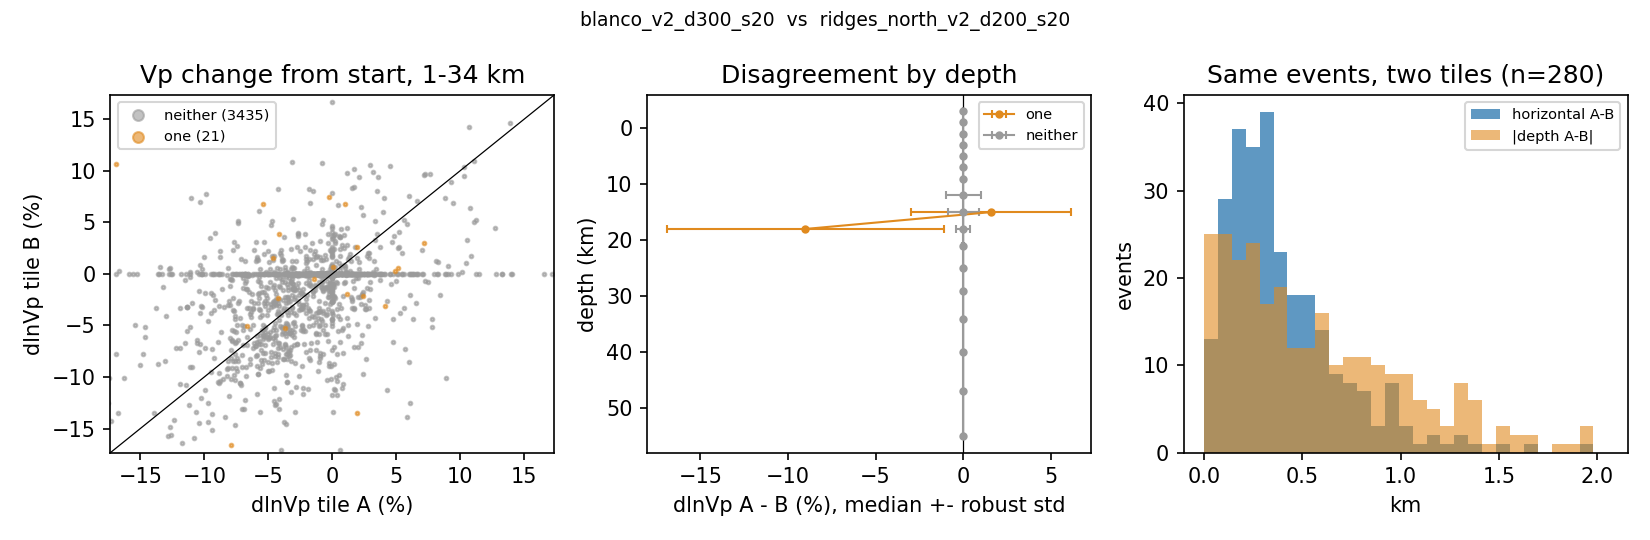 blanco_v2_d300_s20  vs  ridges_north_v2_d200_s20
Vp change from start, 1-34 km
neither (3435)
one (21)
15
10
5
0
−5
−10
−15
dlnVp tile B (%)
−15
−10
−5
0
5
10
15
dlnVp tile A (%)
Disagreement by depth
one
neither
0
10
20
30
40
50
depth (km)
−15
−10
−5
0
5
dlnVp A - B (%), median +- robust std
Same events, two tiles (n=280)
horizontal A-B
|depth A-B|
40
30
20
10
0
events
0.0
0.5
1.0
1.5
2.0
km